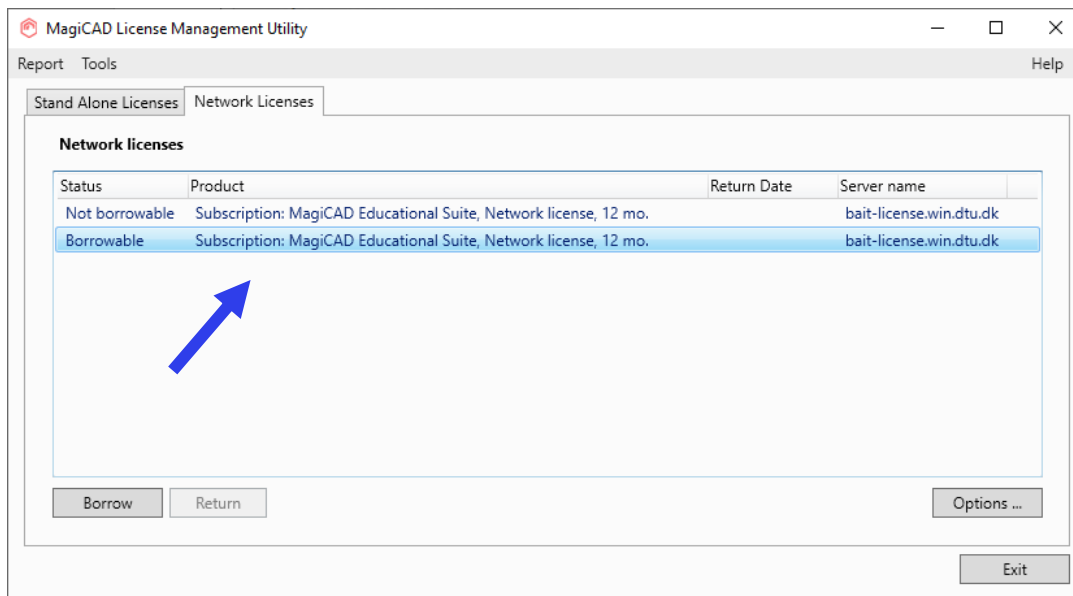 MagiCAD License Management Utility
Report Tools Help
Stand Alone Licenses Network Licenses
Network licenses
Status Product Return Date Server name
Not borrowable Subscription: MagiCAD Educational Suite, Network license, 12 mo. bait-license.win.dtu.dk
Borrowable Subscription: MagiCAD Educational Suite, Network license, 12 mo. bait-license.win.dtu.dk
Borrow Return Options ...
Exit